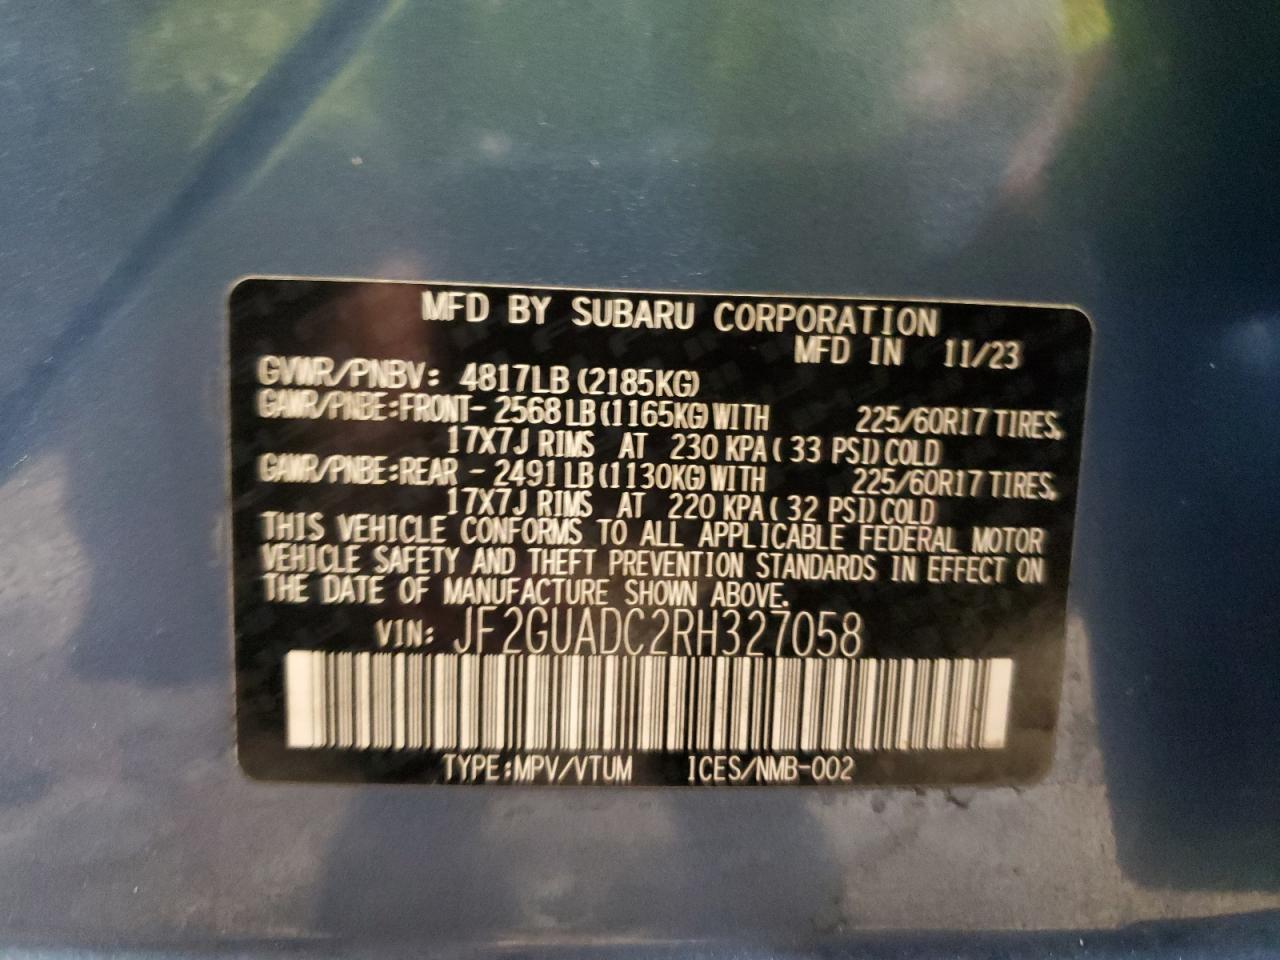 MFD BY SUBARU CORPORATION
MFD IN 11/23
GVWR/PNBV: 4817LB (2185KG)
GAWR/PNBE:FRONT- 2568 LB (1165KG) WITH 225/60R17 TIRES,
17X7J RIMS AT 230 KPA ( 33 PSI) COLD
GAWR/PNBE:REAR - 2491 LB (1130KG) WITH 225/60R17 TIRES,
17X7J RIMS AT 220 KPA ( 32 PSI) COLD
THIS VEHICLE CONFORMS TO ALL APPLICABLE FEDERAL MOTOR
VEHICLE SAFETY AND THEFT PREVENTION STANDARDS IN EFFECT ON
THE DATE OF MANUFACTURE SHOWN ABOVE.
VIN: JF2GUADC2RH327058
TYPE:MPV/VTUM ICES/NMB-002